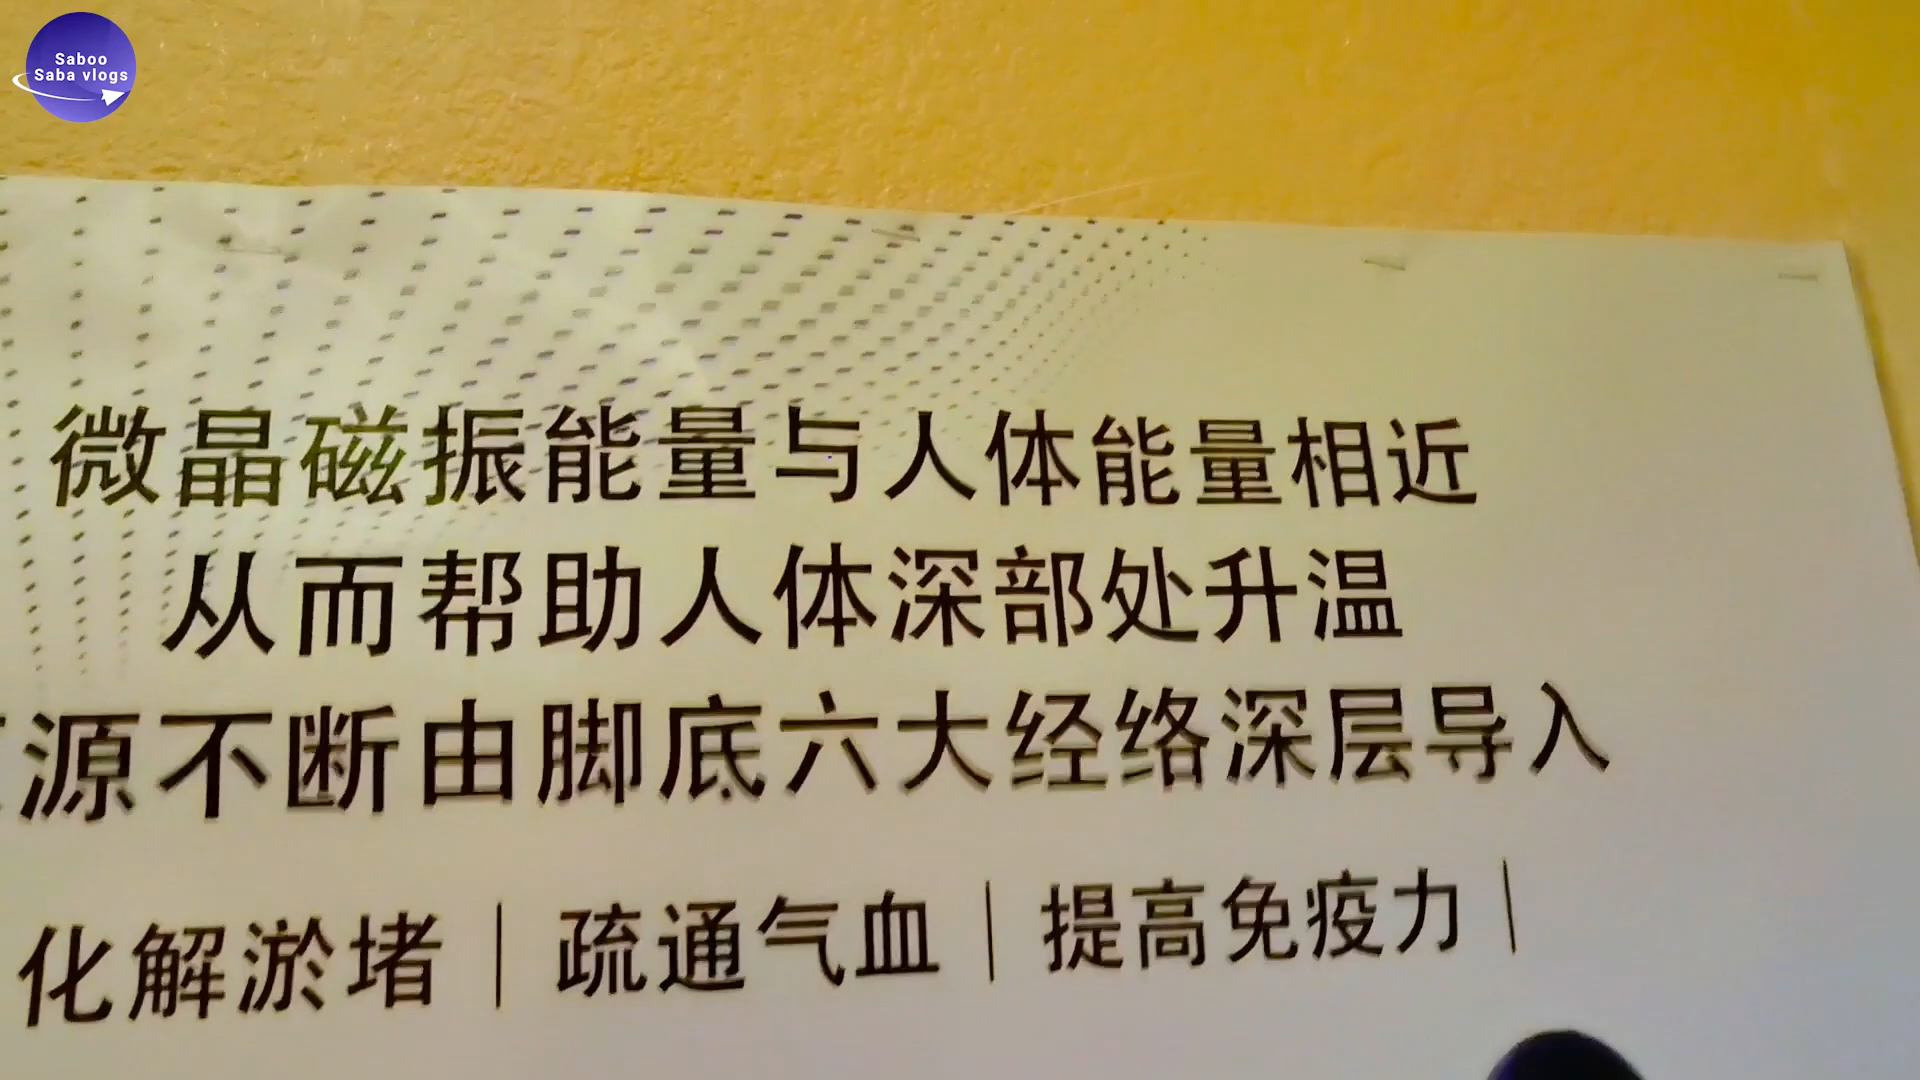 Saboo
Saba vlogs
微晶磁振能量与人体能量相近
从而帮助人体深部处升温
源不断由脚底六大经络深层导入
化解淤堵｜疏通气血｜提高免疫力｜